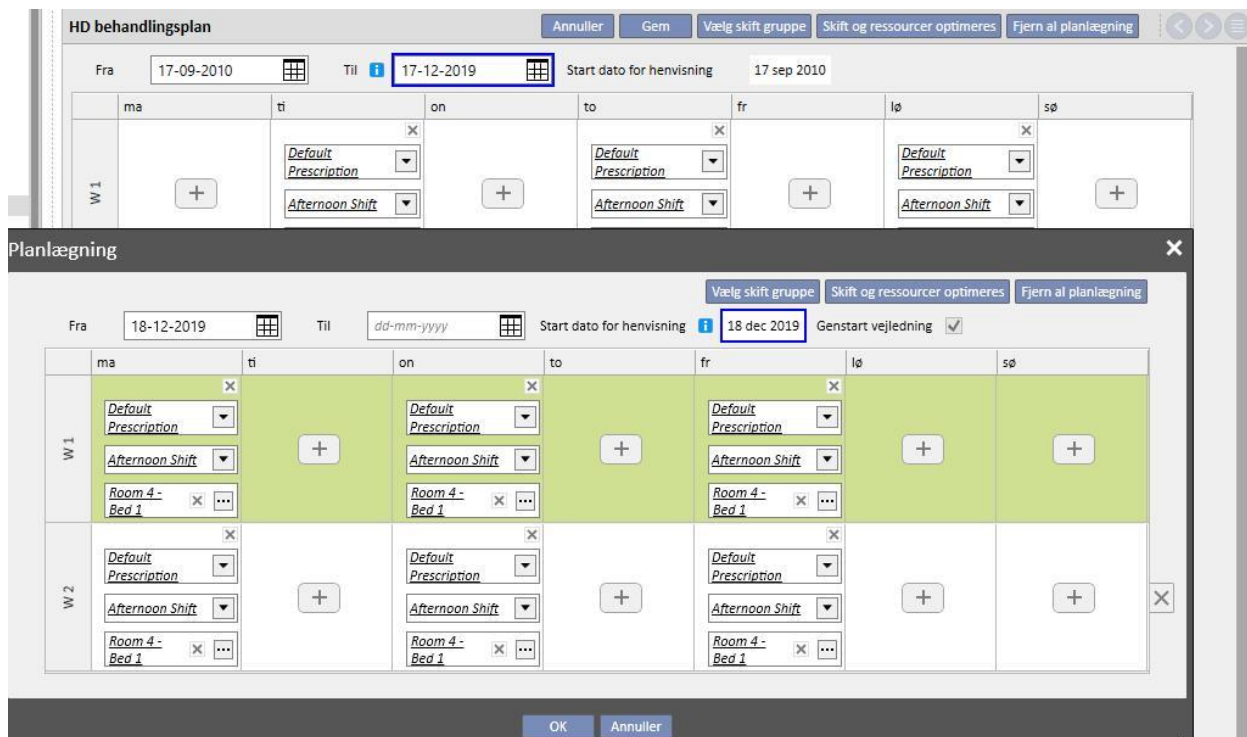 HD behandlingsplan Annuller Gem Vælg skift gruppe Skift og ressourcer optimeres Fjern al planlægning
Fra 17-09-2010 Til i 17-12-2019 Start dato for henvisning 17 sep 2010
ma ti on to fr lø sø
Default Default Default
Prescription Prescription Prescription
W 1
Afternoon Shift Afternoon Shift Afternoon Shift
Planlægning
Vælg skift gruppe Skift og ressourcer optimeres Fjern al planlægning
Fra 18-12-2019 Til dd-mm-yyyy Start dato for henvisning i 18 dec 2019 Genstart vejledning
ma ti on to fr lø sø
Default Default Default
Prescription Prescription Prescription
W 1
Afternoon Shift Afternoon Shift Afternoon Shift
Room 4 - Room 4 - Room 4 -
Bed 1 Bed 1 Bed 1
Default Default Default
Prescription Prescription Prescription
W 2
Afternoon Shift Afternoon Shift Afternoon Shift
Room 4 - Room 4 - Room 4 -
Bed 1 Bed 1 Bed 1
OK Annuller